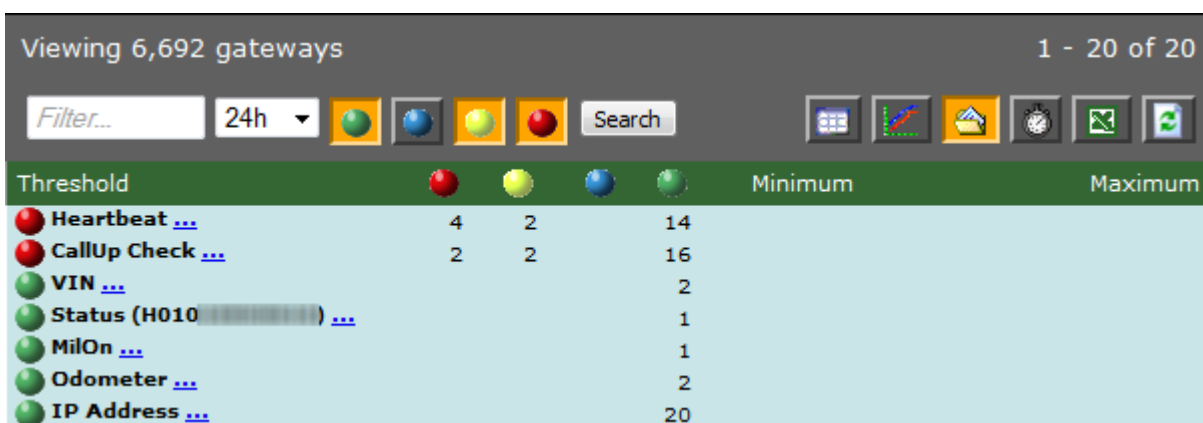 Viewing 6,692 gateways 1 - 20 of 20
Filter... 24h Search
Threshold Minimum Maximum
Heartbeat ... 4 2 14
CallUp Check ... 2 2 16
VIN ... 2
Status (H010 ) ... 1
MilOn ... 1
Odometer ... 2
IP Address ... 20